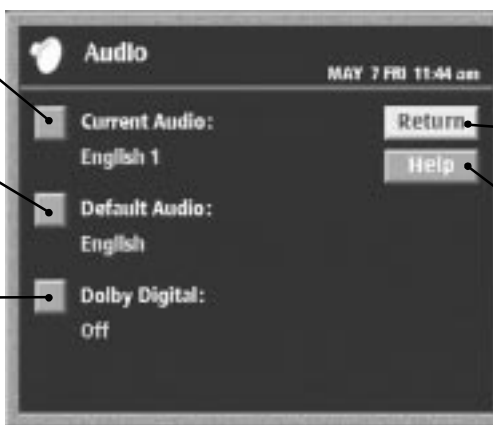 Audio
MAY 7 FRI 11:44 am
Current Audio:
Return
English 1
Help
Default Audio:
English
Dolby Digital:
Off